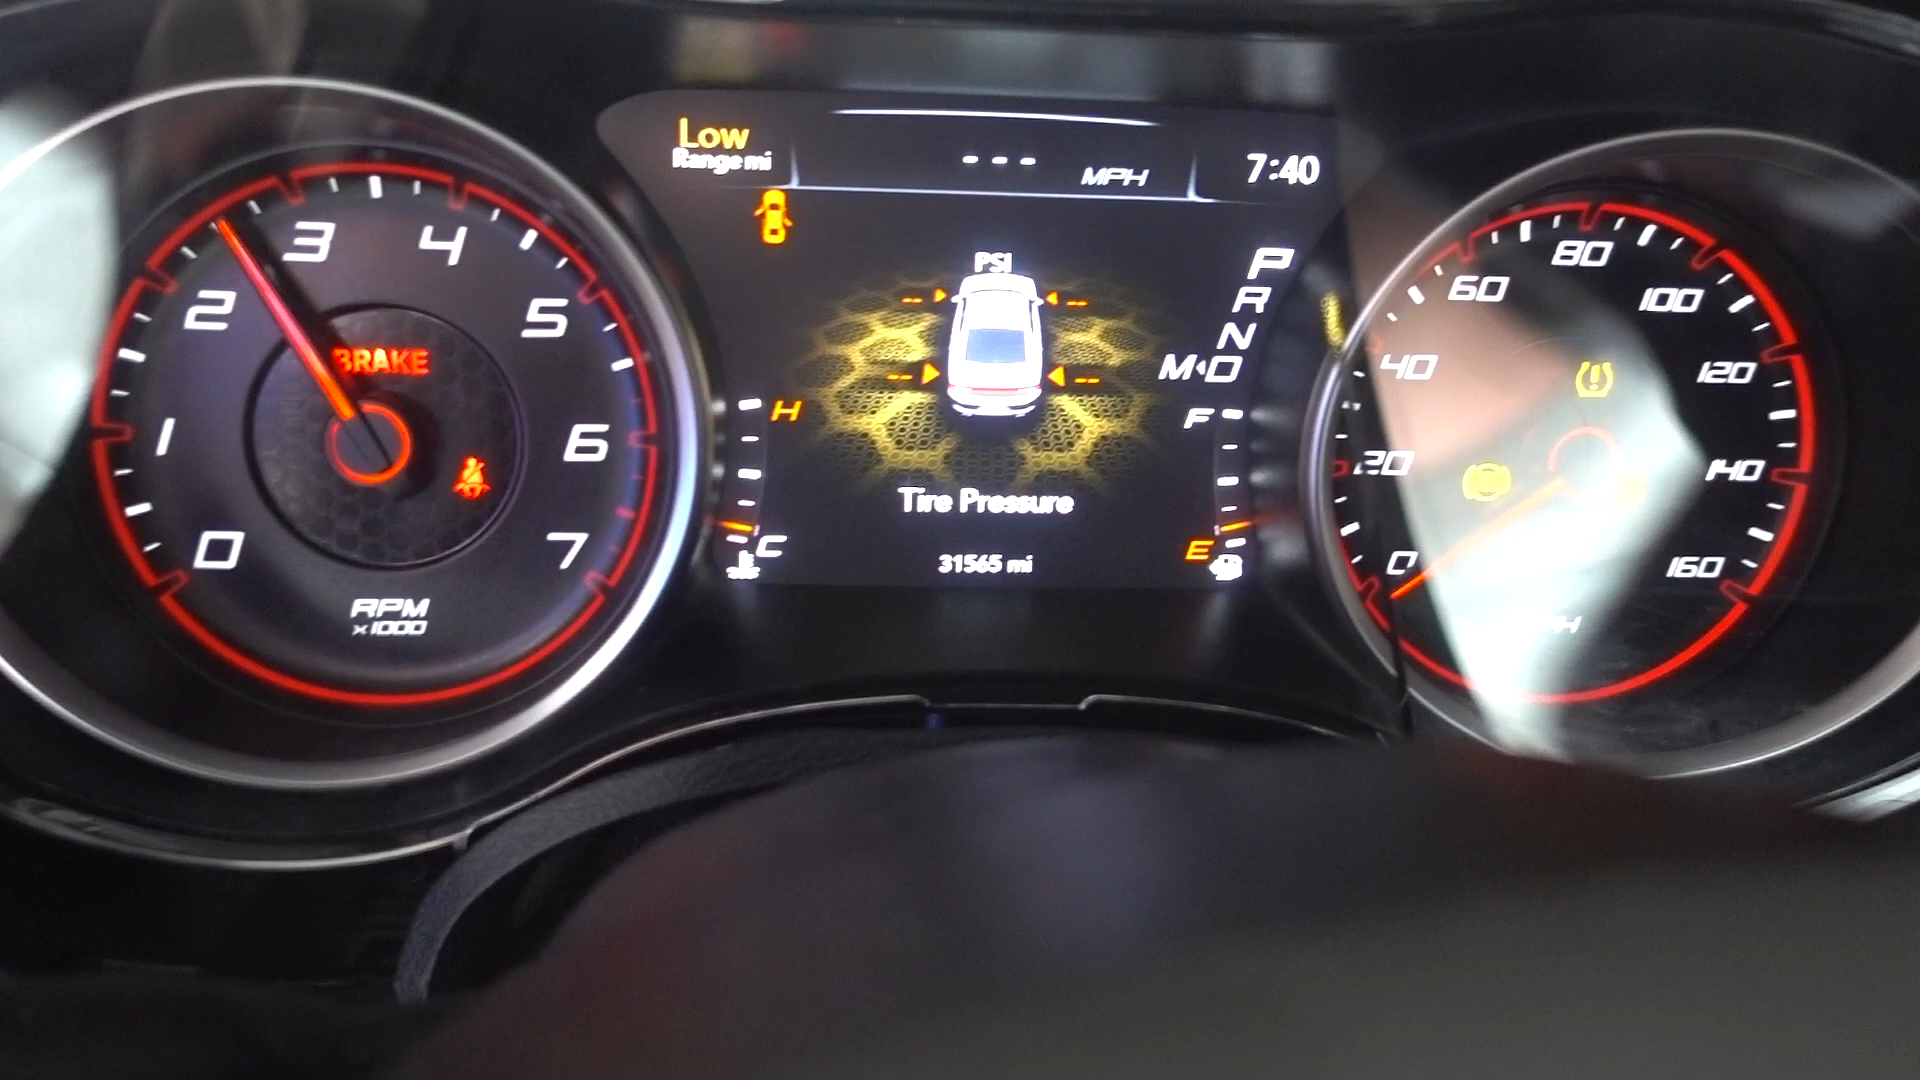 Low
Range mi
- - - MPH
7:40
PSI
-- --
-- --
Tire Pressure
31565 mi
P
R
N
M D
H
C
F
E
0
1
2
3
4
5
6
7
RPM
x1000
BRAKE
0
20
40
60
80
100
120
140
160